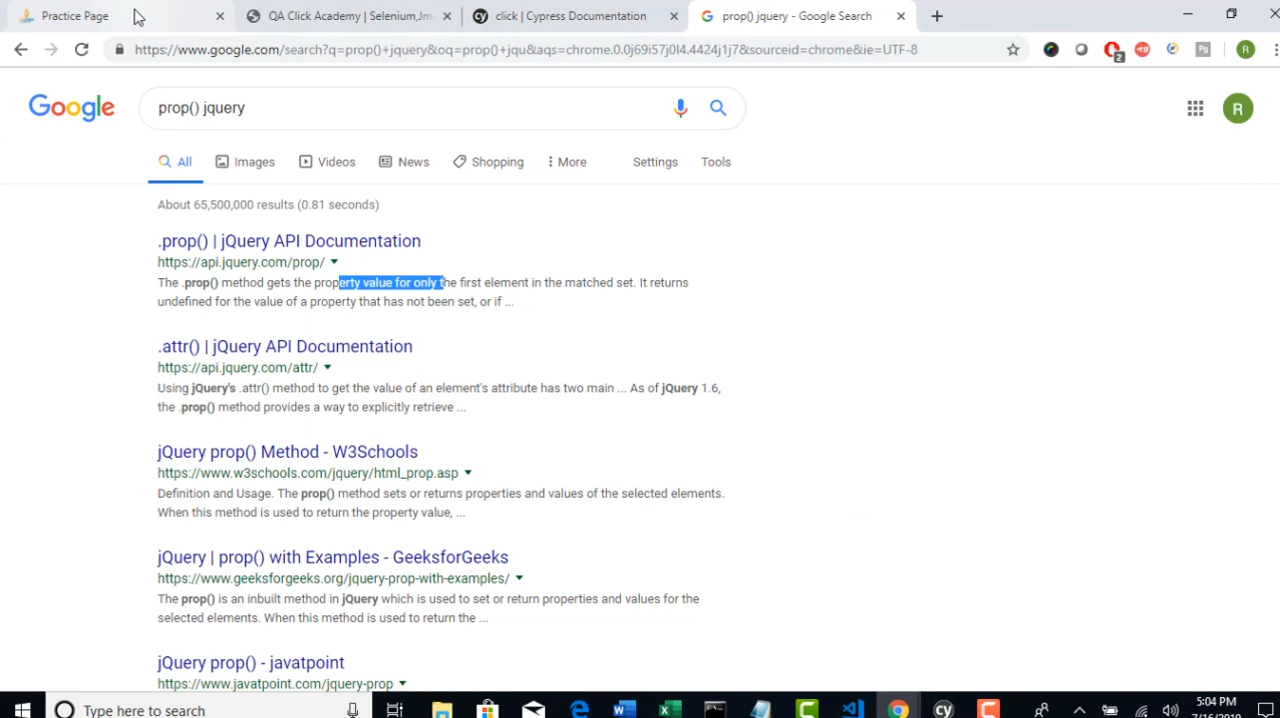 Practice Page
QA Click Academy | Selenium,Jm
click | Cypress Documentation
prop() jquery - Google Search
https://www.google.com/search?q=prop()+jquery&oq=prop()+jqu&aqs=chrome.0.0j69i57j0l4.4424j1j7&sourceid=chrome&ie=UTF-8
2
R
Google
prop() jquery
R
All
Images
Videos
News
Shopping
More
Settings
Tools
About 65,500,000 results (0.81 seconds)
.prop() | jQuery API Documentation
https://api.jquery.com/prop/
The .prop() method gets the property value for only the first element in the matched set. It returns
undefined for the value of a property that has not been set, or if ...
.attr() | jQuery API Documentation
https://api.jquery.com/attr/
Using jQuery's .attr() method to get the value of an element's attribute has two main ... As of jQuery 1.6,
the .prop() method provides a way to explicitly retrieve ...
jQuery prop() Method - W3Schools
https://www.w3schools.com/jquery/html_prop.asp
Definition and Usage. The prop() method sets or returns properties and values of the selected elements.
When this method is used to return the property value, ...
jQuery | prop() with Examples - GeeksforGeeks
https://www.geeksforgeeks.org/jquery-prop-with-examples/
The prop() is an inbuilt method in jQuery which is used to set or return properties and values for the
selected elements. When this method is used to return the ...
jQuery prop() - javatpoint
https://www.javatpoint.com/jquery-prop
Type here to search
5:04 PM